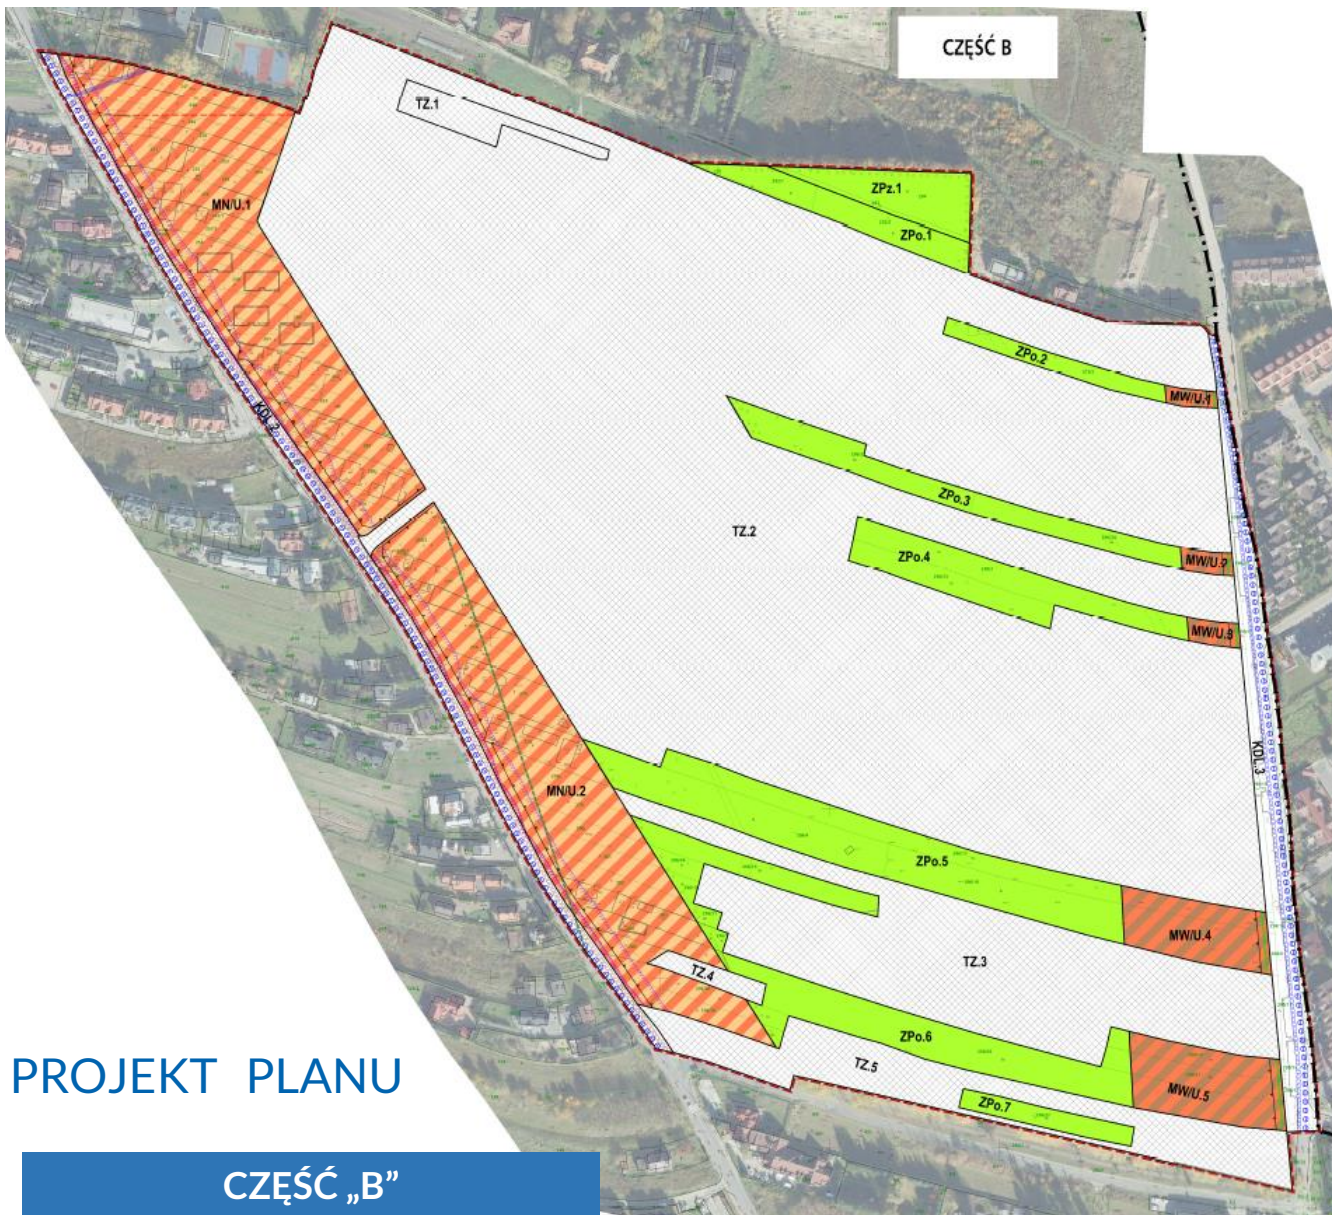 CZĘŚĆ B
TZ.1
ZPz.1
MN/U.1
ZPo.1
ZPo.2
MW/U.1
KDL.2
ZPo.3
TZ.2
ZPo.4
MW/U.2
MW/U.3
KDL.3
MN/U.2
ZPo.5
MW/U.4
TZ.3
TZ.4
ZPo.6
TZ.5
MW/U.5
ZPo.7
PROJEKT PLANU
CZĘŚĆ „B”